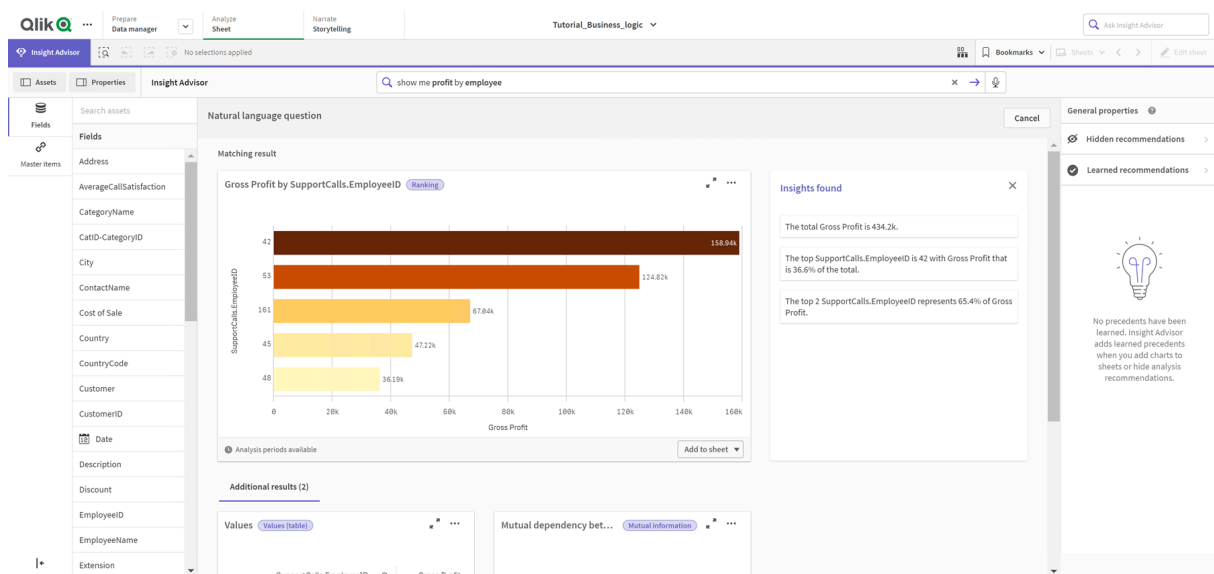 Qlik
Prepare
Data manager
Analyze
Sheet
Narrate
Storytelling
Tutorial_Business_logic
Ask Insight Advisor
Insight Advisor
No selections applied
Bookmarks
Sheets
Edit sheet
Assets
Properties
Insight Advisor
show me profit by employee
Fields
Master items
Search assets
Fields
Address
AverageCallSatisfaction
CategoryName
CatID-CategoryID
City
ContactName
Cost of Sale
Country
CountryCode
Customer
CustomerID
Date
Description
Discount
EmployeeID
EmployeeName
Extension
Natural language question
Cancel
Matching result
Gross Profit by SupportCalls.EmployeeID
Ranking
SupportCalls.EmployeeID
42
158.94k
53
124.82k
161
67.04k
45
47.22k
48
36.19k
0 20k 40k 60k 80k 100k 120k 140k 160k
Gross Profit
Analysis periods available
Add to sheet
Insights found
The total Gross Profit is 434.2k.
The top SupportCalls.EmployeeID is 42 with Gross Profit that
is 36.6% of the total.
The top 2 SupportCalls.EmployeeID represents 65.4% of Gross
Profit.
Additional results (2)
Values
Values (table)
Mutual dependency bet...
Mutual information
General properties
Hidden recommendations
Learned recommendations
No precedents have been
learned. Insight Advisor
adds learned precedents
when you add charts to
sheets or hide analysis
recommendations.